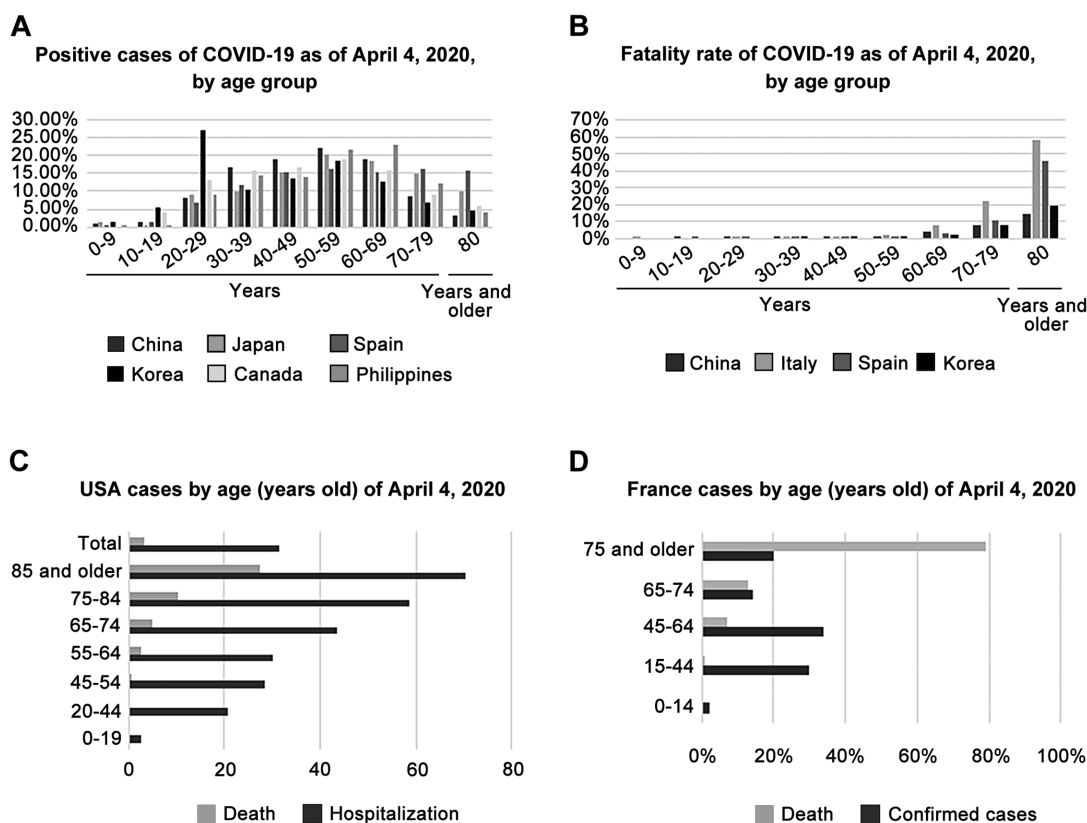 A
Positive cases of COVID-19 as of April 4, 2020,
by age group
30.00%
25.00%
20.00%
15.00%
10.00%
5.00%
0.00%
0-9
10-19
20-29
30-39
40-49
50-59
60-69
70-79
80
Years
Years and
older
China
Japan
Spain
Korea
Canada
Philippines
B
Fatality rate of COVID-19 as of April 4, 2020,
by age group
70%
60%
50%
40%
30%
20%
10%
0%
0-9
10-19
20-29
30-39
40-49
50-59
60-69
70-79
80
Years
Years and
older
China
Italy
Spain
Korea
C
USA cases by age (years old) of April 4, 2020
Total
85 and older
75-84
65-74
55-64
45-54
20-44
0-19
0
20
40
60
80
Death
Hospitalization
D
France cases by age (years old) of April 4, 2020
75 and older
65-74
45-64
15-44
0-14
0%
20%
40%
60%
80%
100%
Death
Confirmed cases